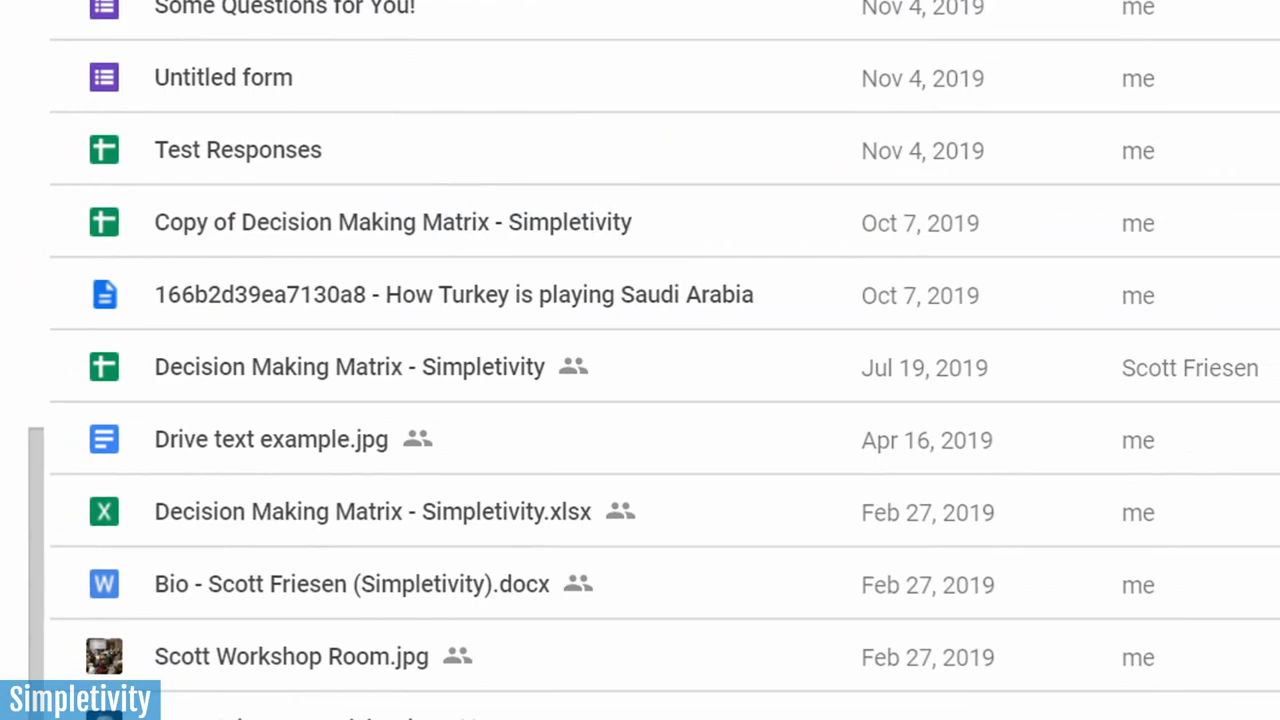 Some Questions for You! Nov 4, 2019 me
Untitled form Nov 4, 2019 me
Test Responses Nov 4, 2019 me
Copy of Decision Making Matrix - Simpletivity Oct 7, 2019 me
166b2d39ea7130a8 - How Turkey is playing Saudi Arabia Oct 7, 2019 me
Decision Making Matrix - Simpletivity Jul 19, 2019 Scott Friesen
Drive text example.jpg Apr 16, 2019 me
X Decision Making Matrix - Simpletivity.xlsx Feb 27, 2019 me
W Bio - Scott Friesen (Simpletivity).docx Feb 27, 2019 me
Scott Workshop Room.jpg Feb 27, 2019 me
Simpletivity